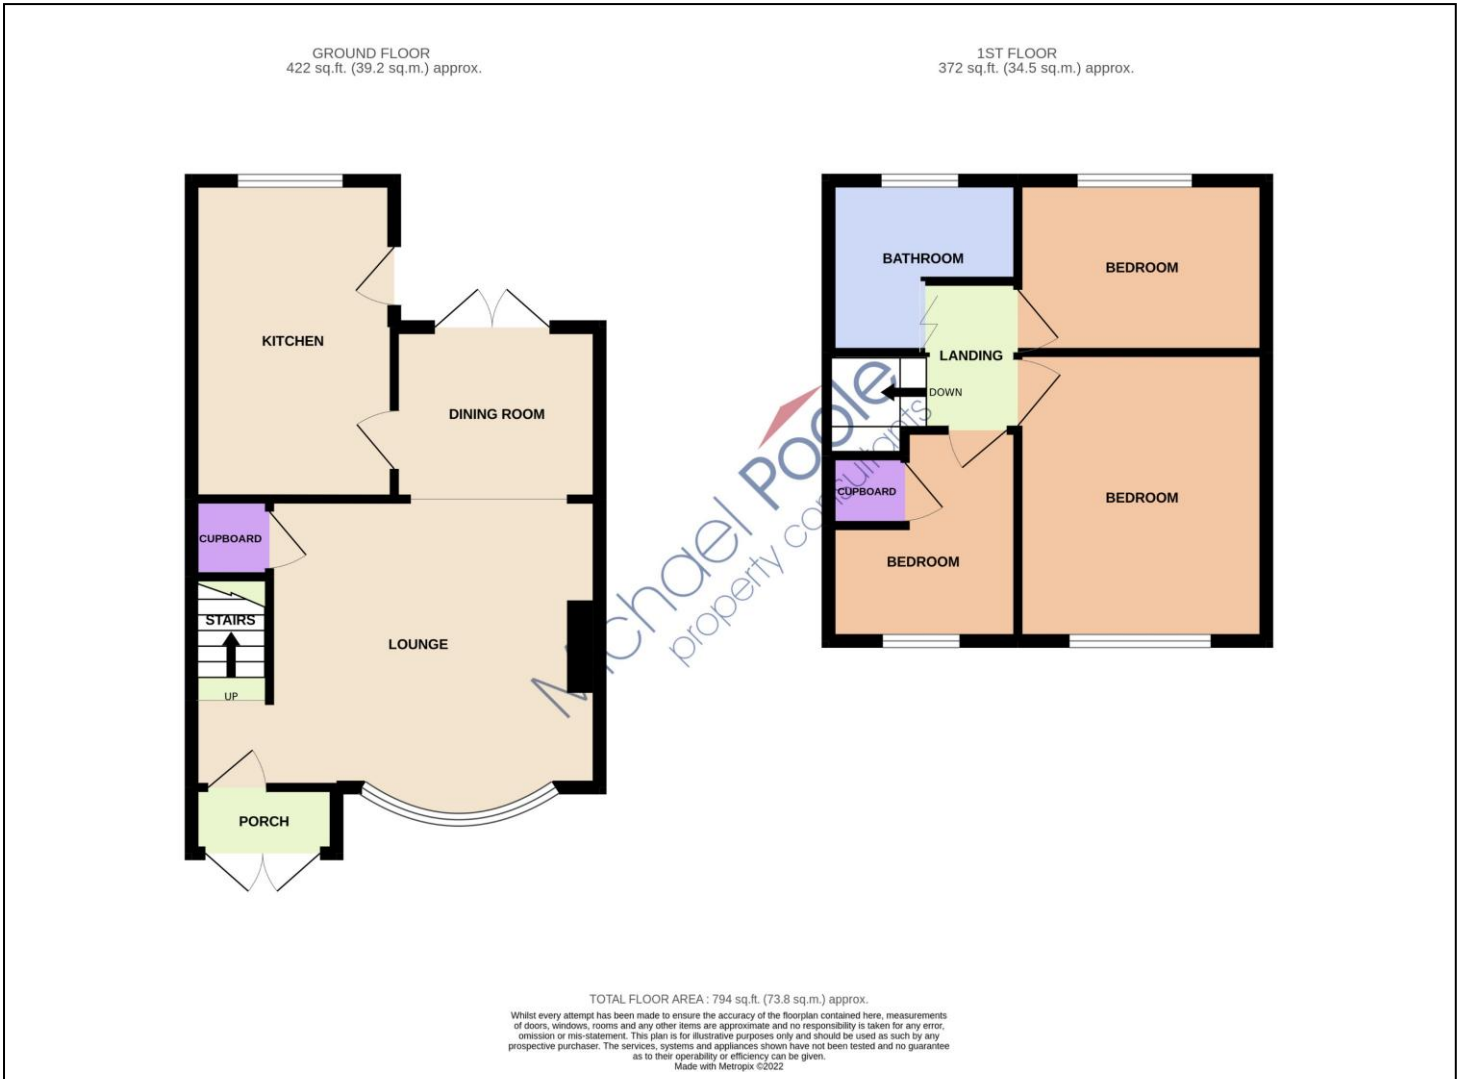 GROUND FLOOR
422 sq.ft. (39.2 sq.m.) approx.
1ST FLOOR
372 sq.ft. (34.5 sq.m.) approx.
KITCHEN
DINING ROOM
CUPBOARD
STAIRS
UP
LOUNGE
PORCH
BATHROOM
BEDROOM
LANDING
DOWN
CUPBOARD
BEDROOM
BEDROOM
Michael Poole
property consultants
TOTAL FLOOR AREA : 794 sq.ft. (73.8 sq.m.) approx.
Whilst every attempt has been made to ensure the accuracy of the floorplan contained here, measurements
of doors, windows, rooms and any other items are approximate and no responsibility is taken for any error,
omission or mis-statement. This plan is for illustrative purposes only and should be used as such by any
prospective purchaser. The services, systems and appliances shown have not been tested and no guarantee
as to their operability or efficiency can be given.
Made with Metropix ©2022